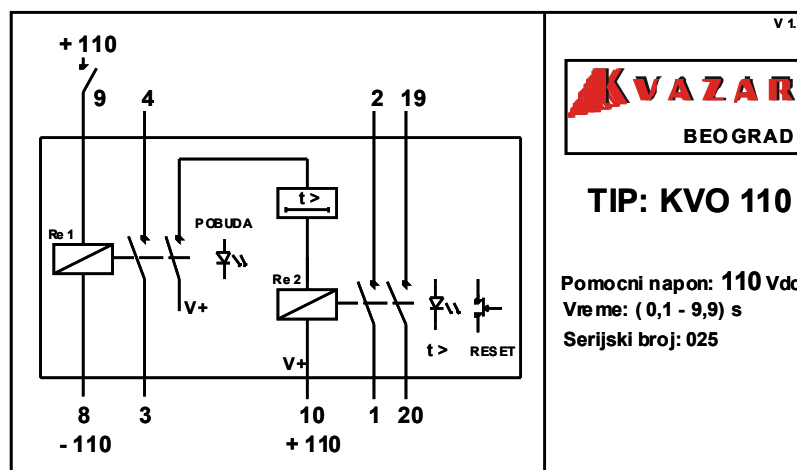 V 1.
+ 110
9 4 2 19
KVAZAR
BEOGRAD
t >
TIP: KVO 110
POBUDA
Re 1
Re 2
Pomocni napon: 110 Vdc
V+
Vreme: ( 0,1 - 9,9) s
Serijski broj: 025
t > RESET
V+
8 3 10 1 20
- 110 + 110